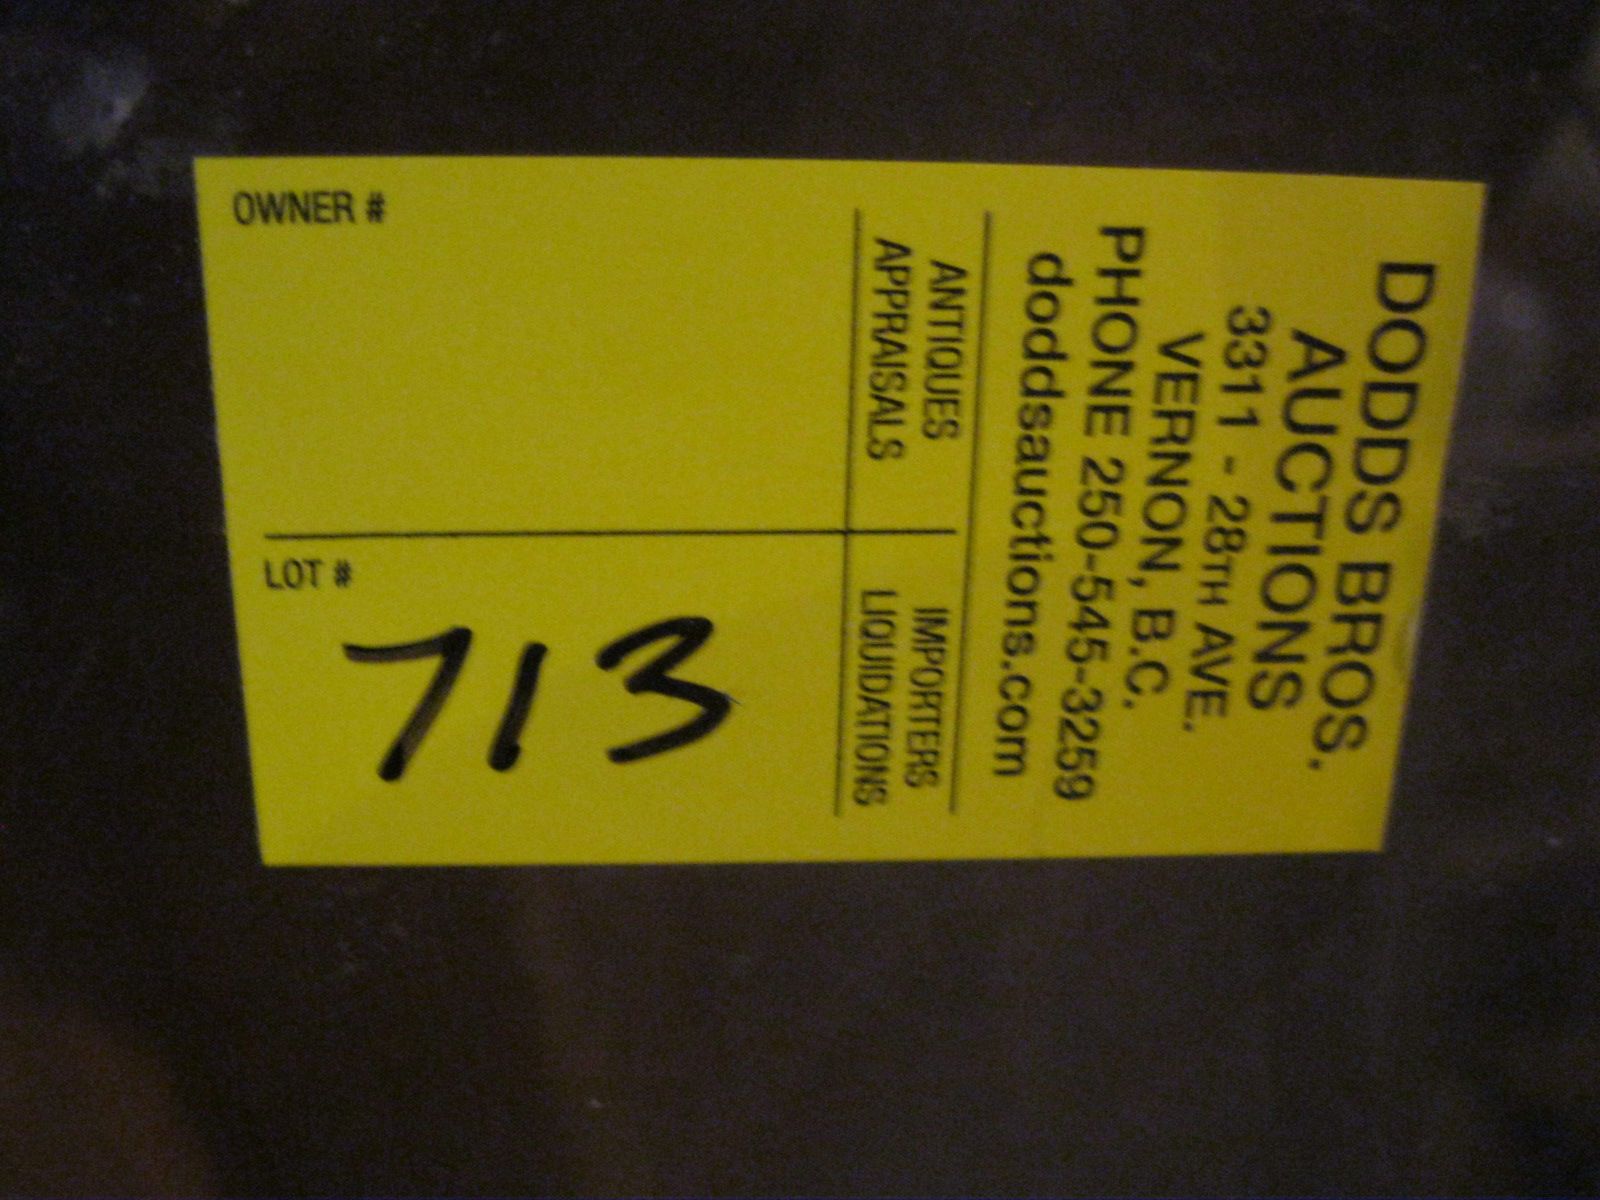 DODDS BROS.
AUCTIONS
3311 - 28TH AVE.
VERNON, B.C.
PHONE 250-545-3259
doddsauctions.com
ANTIQUES
APPRAISALS
IMPORTERS
LIQUIDATIONS
OWNER #
LOT #
713